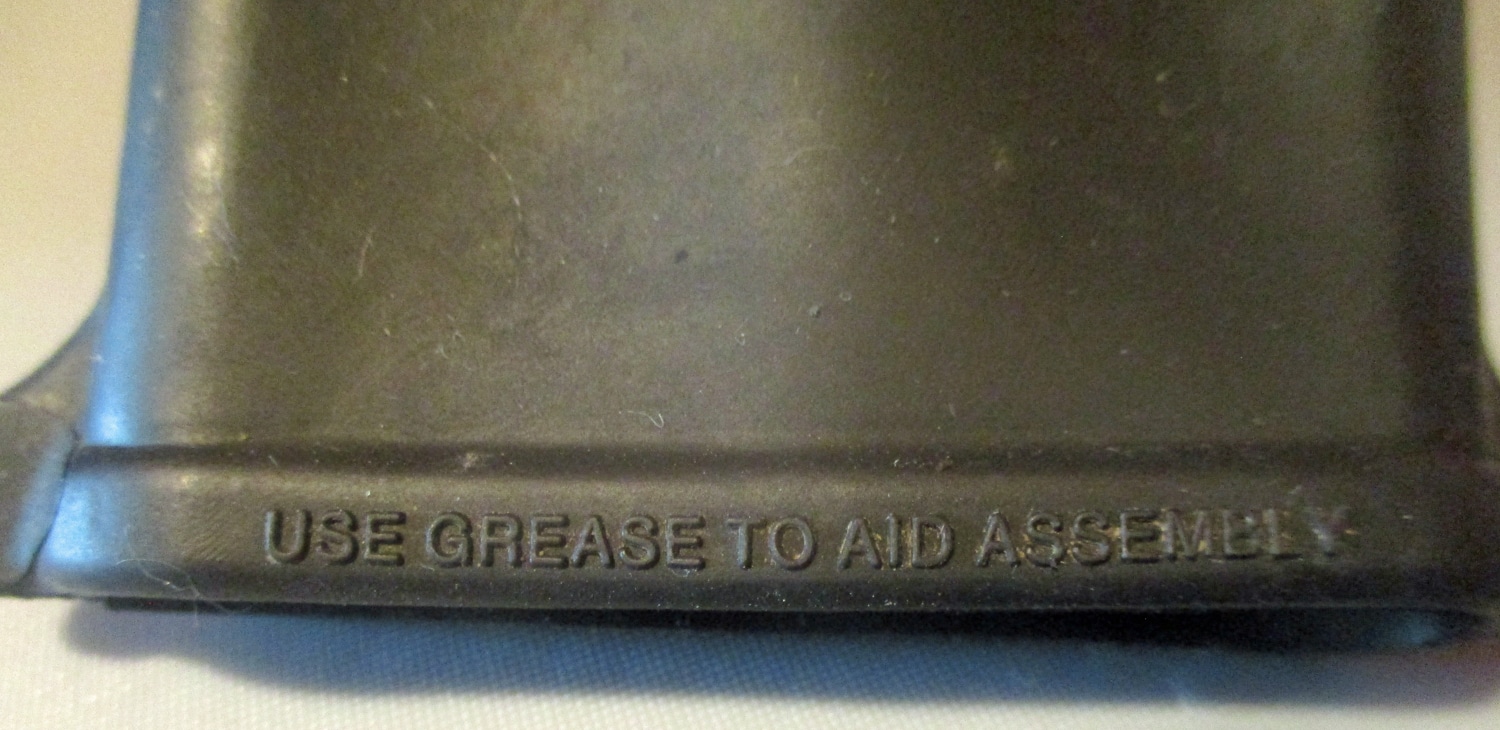 USE GREASE TO AID ASSEMBLY